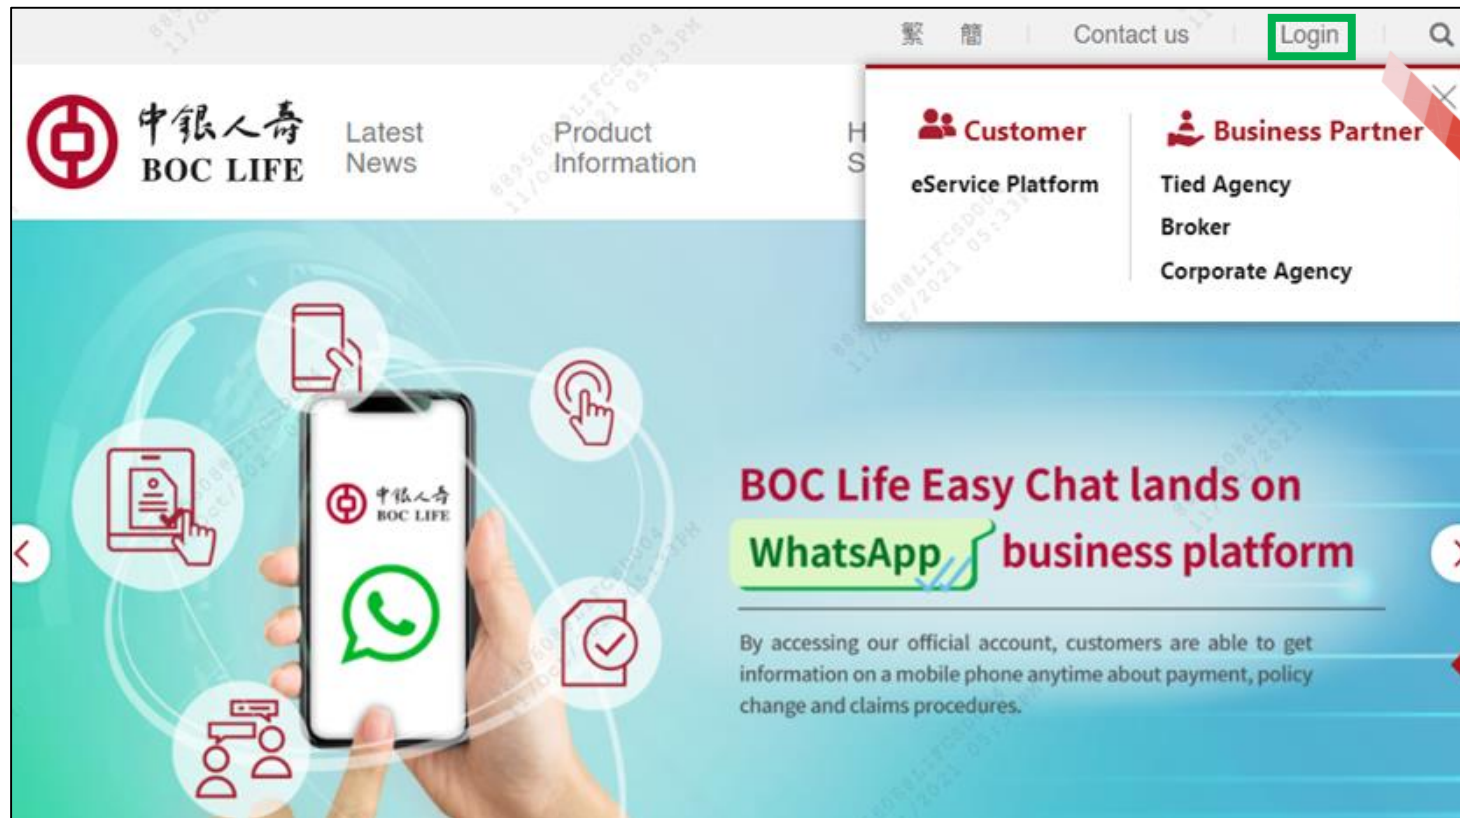 繁 簡 Contact us Login
中銀人壽
BOC LIFE
Latest
News
Product
Information
H
S
Customer
eService Platform
Business Partner
Tied Agency
Broker
Corporate Agency
中銀人壽
BOC LIFE
BOC Life Easy Chat lands on
WhatsApp business platform
By accessing our official account, customers are able to get
information on a mobile phone anytime about payment, policy
change and claims procedures.